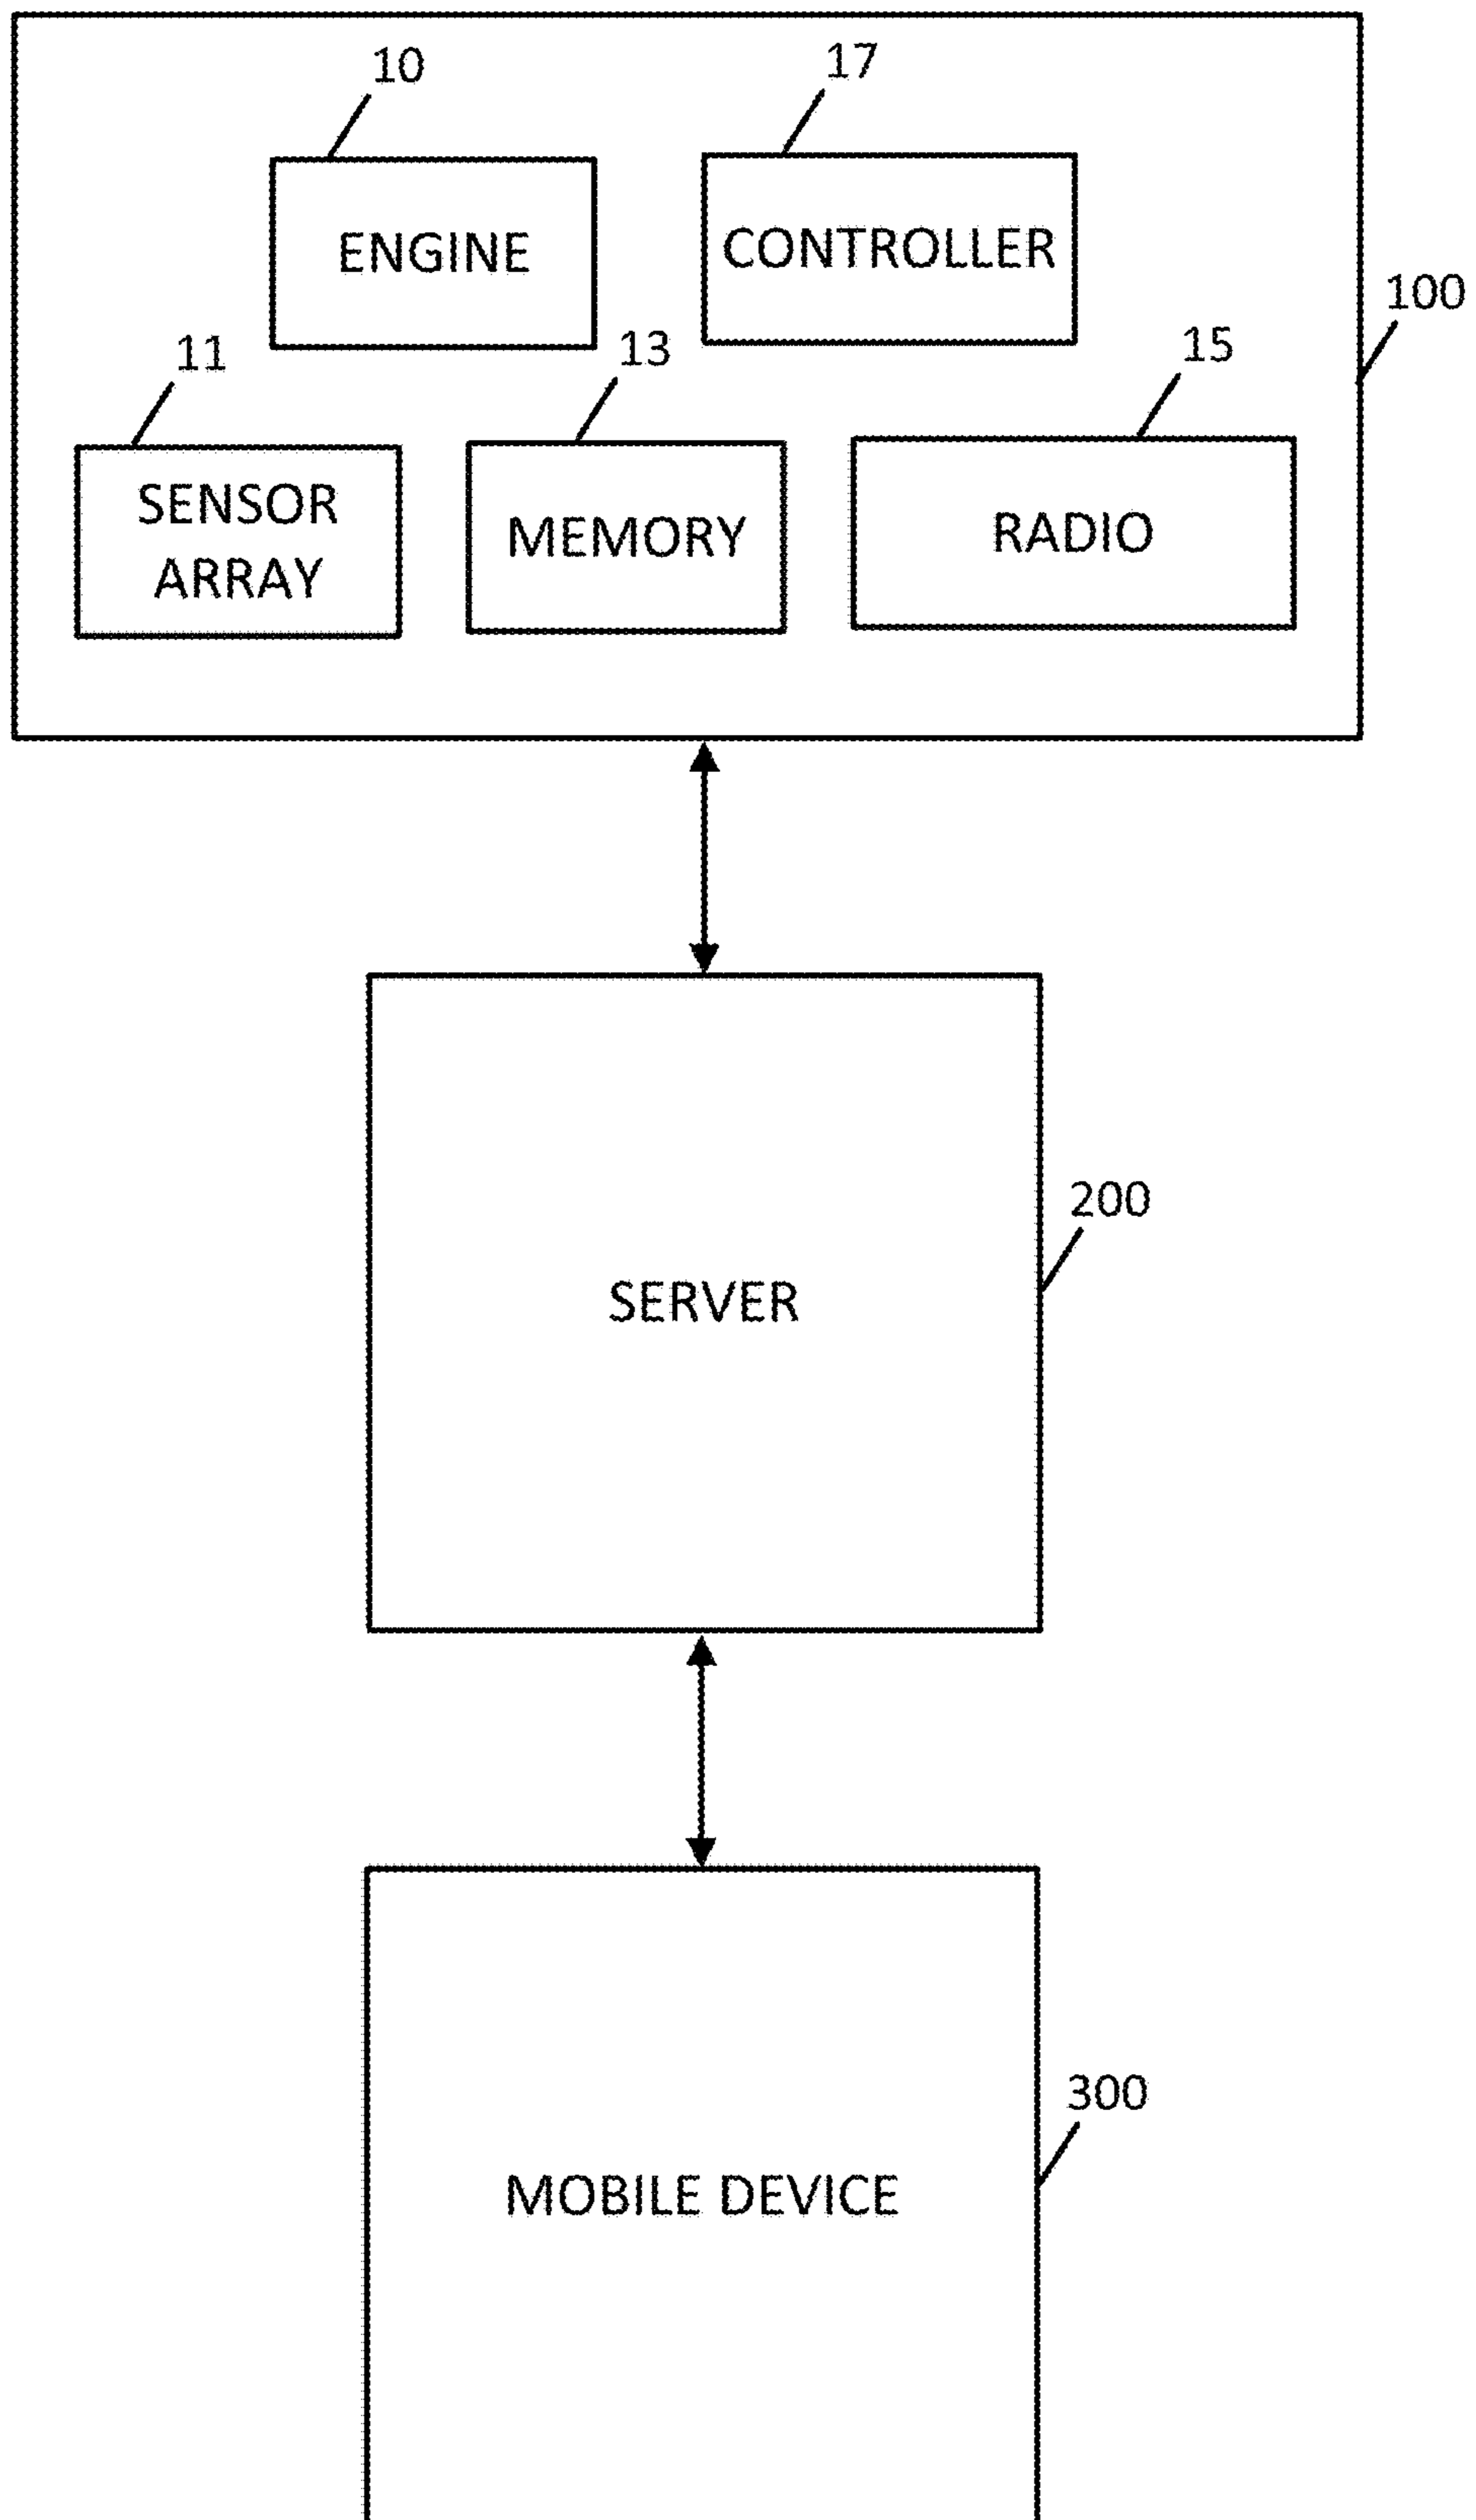 10
17
ENGINE
CONTROLLER
100
11
13
15
SENSOR
ARRAY
MEMORY
RADIO
200
SERVER
300
MOBILE DEVICE